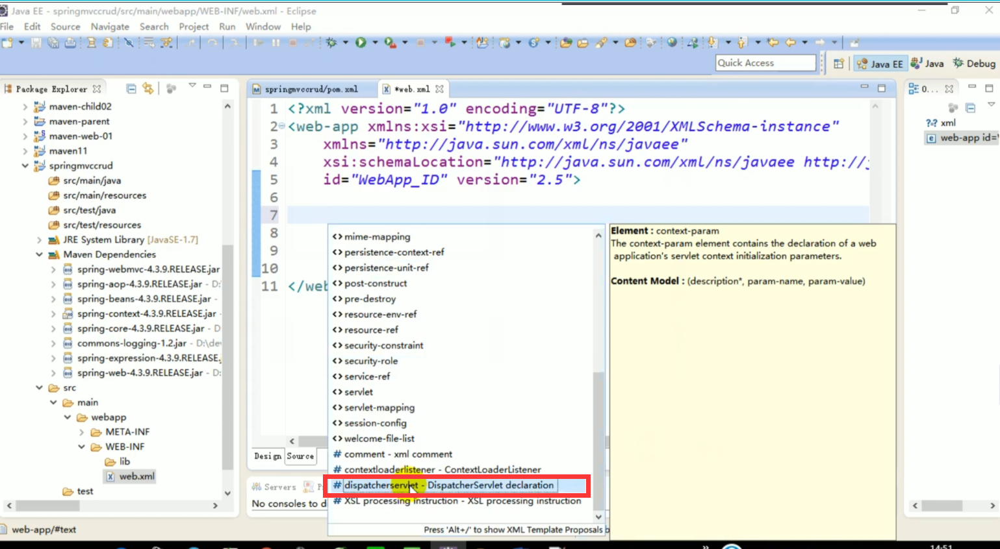 Java EE - springmvccrud/src/main/webapp/WEB-INF/web.xml - Eclipse
File Edit Source Navigate Search Project Run Window Help
Quick Access
Java EE
Java
Debug
Package Explorer
maven-child02
maven-parent
maven-web-01
maven11
springmvccrud
src/main/java
src/main/resources
src/test/java
src/test/resources
JRE System Library [JavaSE-1.7]
Maven Dependencies
spring-webmvc-4.3.9.RELEASE.jar
spring-aop-4.3.9.RELEASE.jar - D:
spring-beans-4.3.9.RELEASE.jar -
spring-context-4.3.9.RELEASE.jar -
spring-core-4.3.9.RELEASE.jar - D
commons-logging-1.2.jar - D:\de
spring-expression-4.3.9.RELEASE.
spring-web-4.3.9.RELEASE.jar - D:
src
main
webapp
META-INF
WEB-INF
lib
web.xml
test
springmvccrud/pom.xml
*web.xml
1 <?xml version="1.0" encoding="UTF-8"?>
2 <web-app xmlns:xsi="http://www.w3.org/2001/XMLSchema-instance"
3 xmlns="http://java.sun.com/xml/ns/javaee"
4 xsi:schemaLocation="http://java.sun.com/xml/ns/javaee http://j
5 id="WebApp_ID" version="2.5">
6
7
8
9
10
11 </web
mime-mapping
persistence-context-ref
persistence-unit-ref
post-construct
pre-destroy
resource-env-ref
resource-ref
security-constraint
security-role
service-ref
servlet
servlet-mapping
session-config
welcome-file-list
# comment - xml comment
# contextloaderlistener - ContextLoaderListener
# dispatcherservlet - DispatcherServlet declaration
# XSL processing instruction - XSL processing instruction
Press 'Alt+/' to show XML Template Proposals
Element : context-param
The context-param element contains the declaration of a web
application's servlet context initialization parameters.
Content Model : (description*, param-name, param-value)
Design Source
Servers
No consoles to d
O...
?=? xml
e web-app id='
web-app/#text
14:51